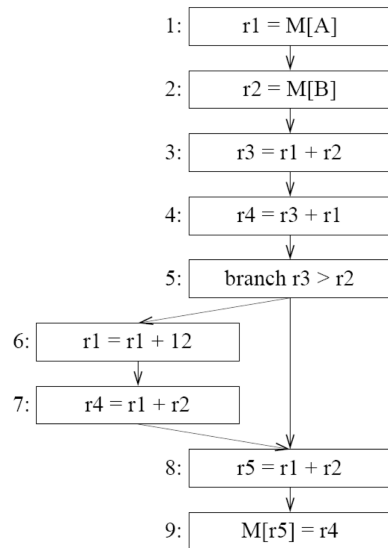 1: r1 = M[A]
2: r2 = M[B]
3: r3 = r1 + r2
4: r4 = r3 + r1
5: branch r3 > r2
6: r1 = r1 + 12
7: r4 = r1 + r2
8: r5 = r1 + r2
9: M[r5] = r4